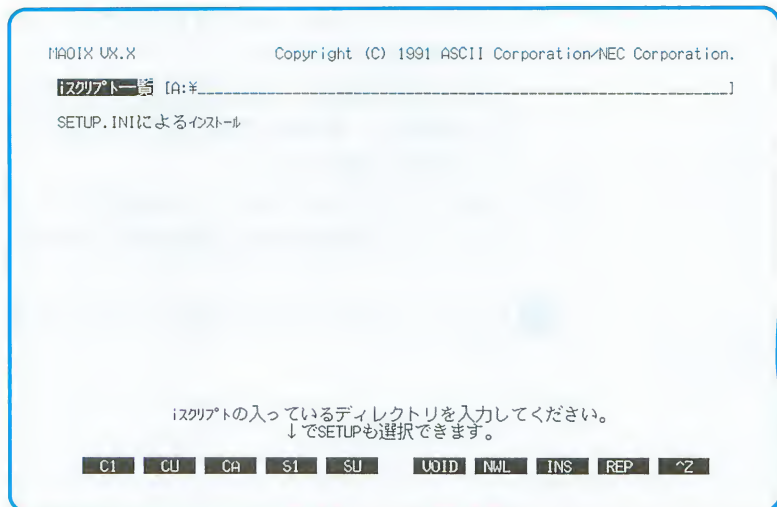 MAOIX VX.X Copyright (C) 1991 ASCII Corporation/NEC Corporation.
iｽｸﾘﾌﾟﾄ一覧 [A:¥_______________________________________________________________]
SETUP.INIによるｲﾝｽﾄｰﾙ
iｽｸﾘﾌﾟﾄの入っているディレクトリを入力してください。
↓でSETUPも選択できます。
C1 CU CA S1 SU VOID NWL INS REP ^Z